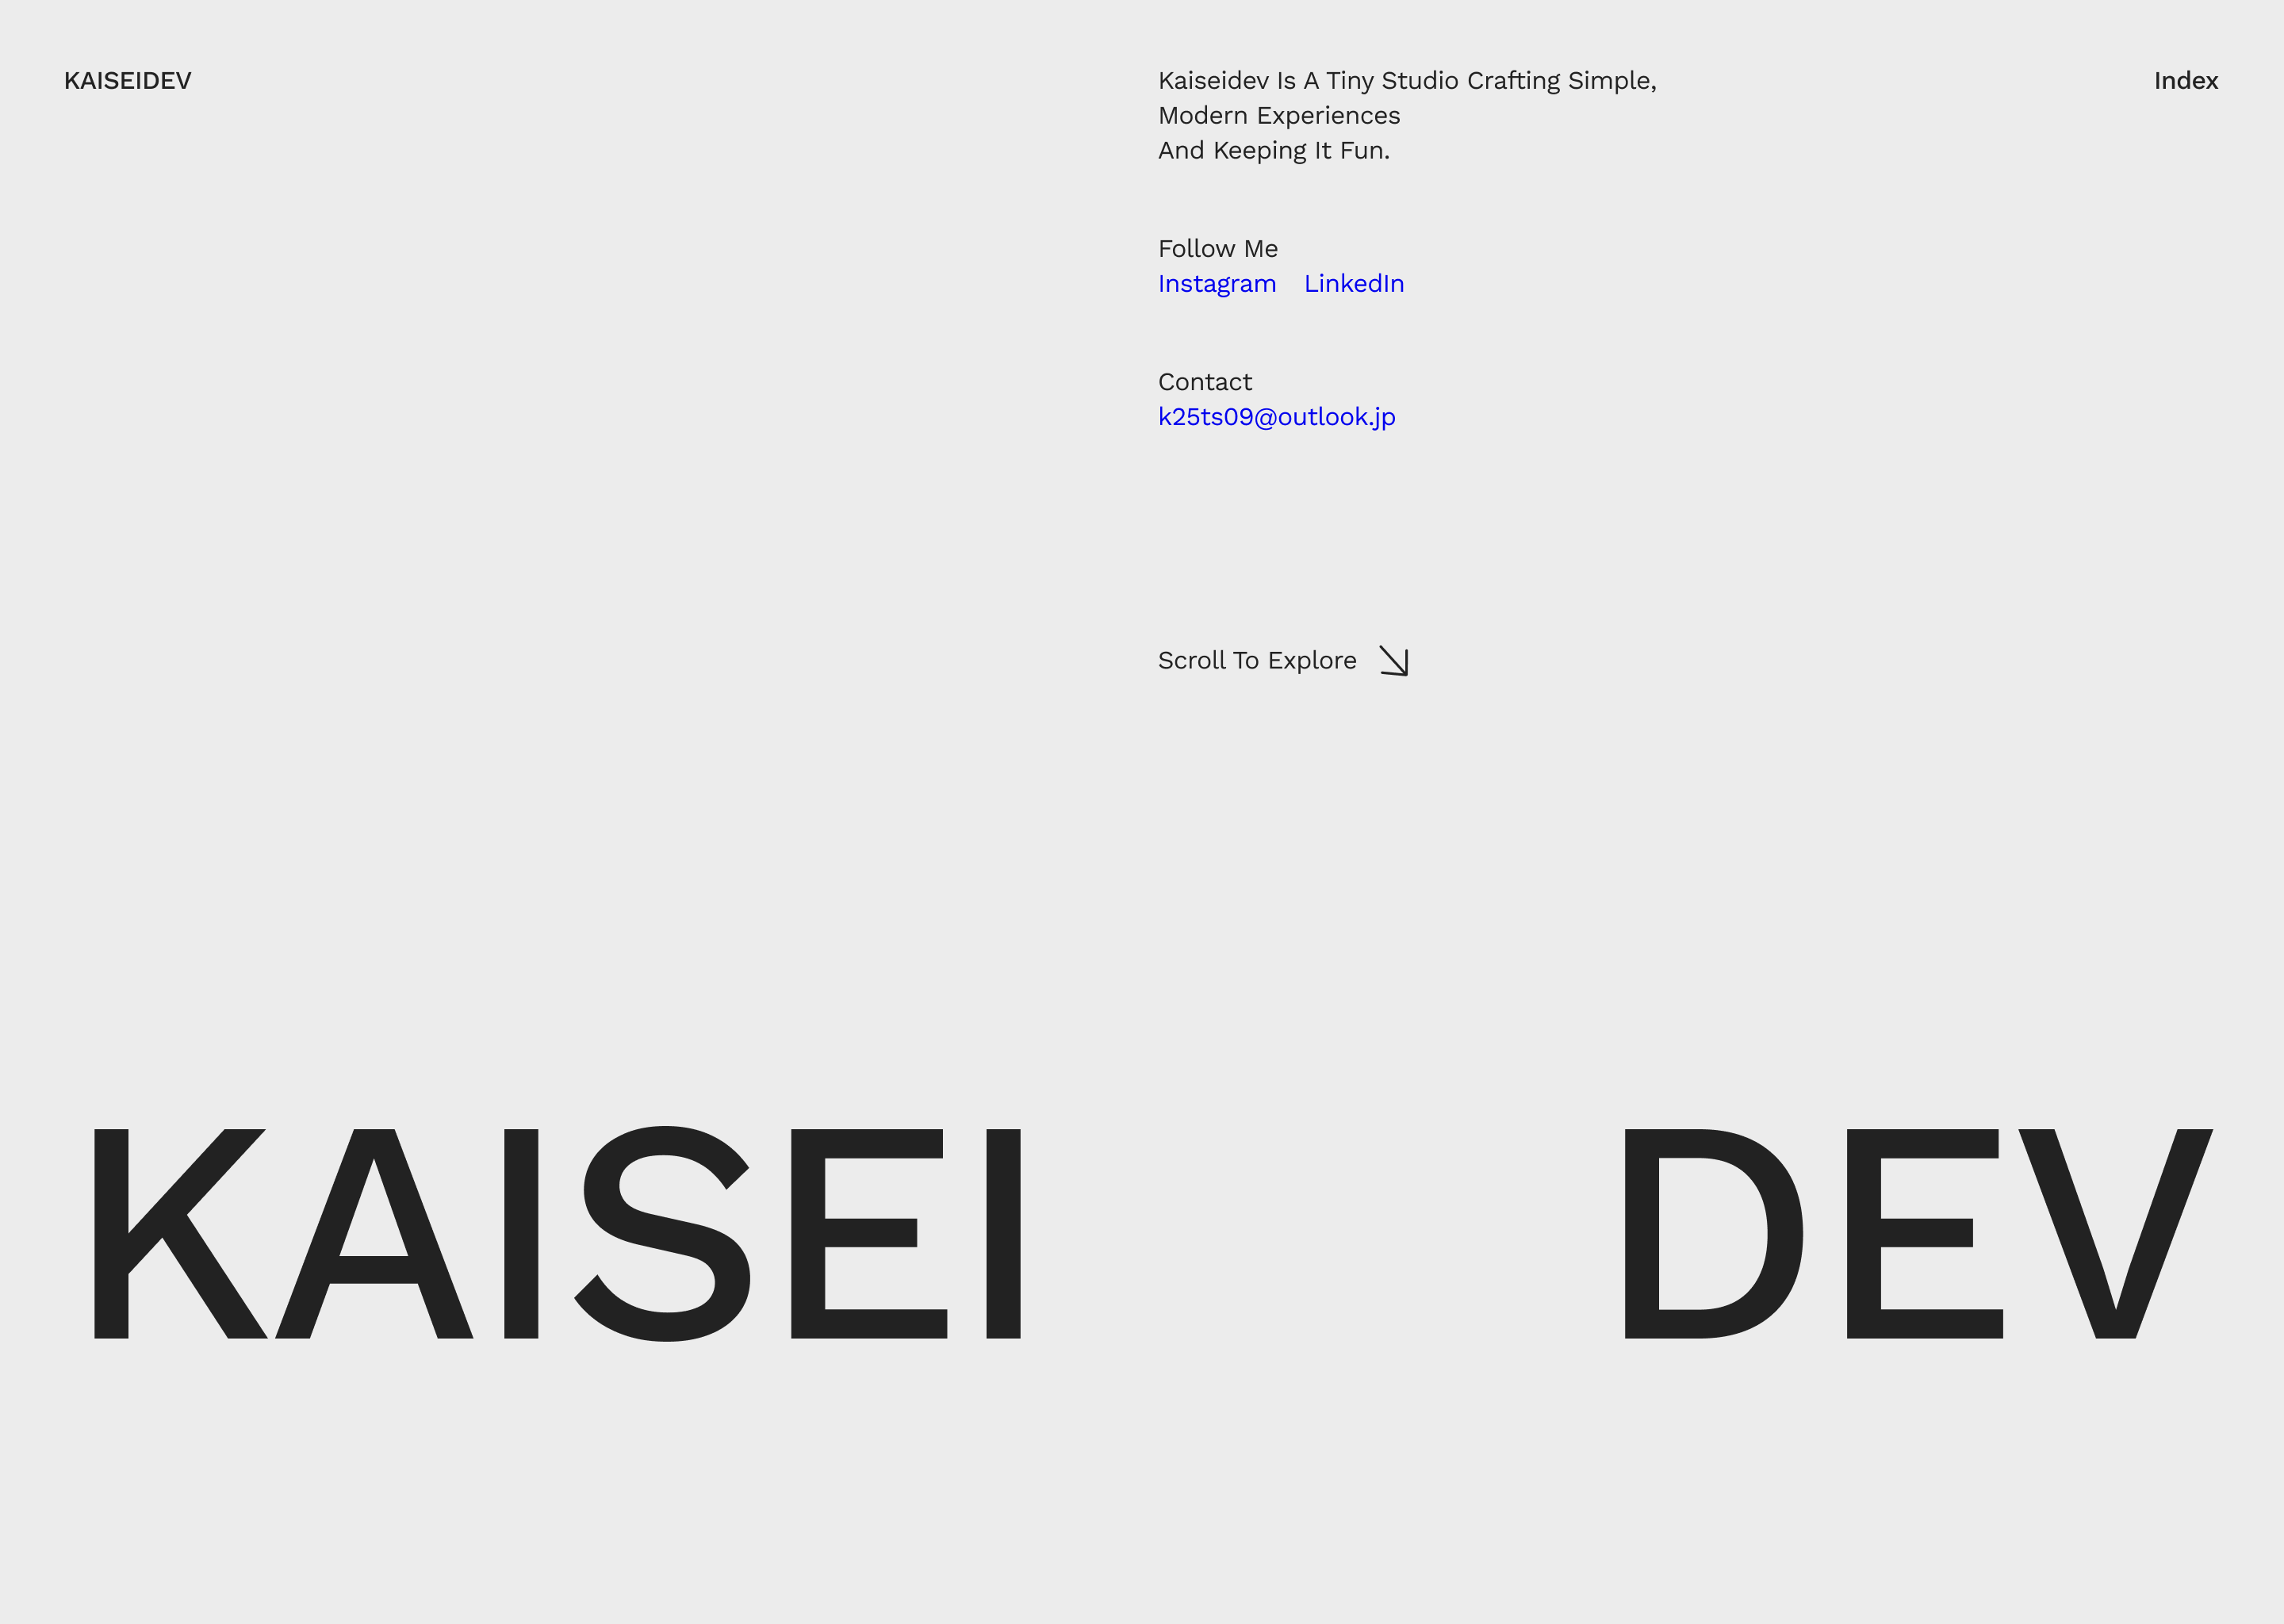 KAISEIDEV
Kaiseidev Is A Tiny Studio Crafting Simple,
Modern Experiences
And Keeping It Fun.
Index
Follow Me
Instagram LinkedIn
Contact
k25ts09@outlook.jp
Scroll To Explore
KAISEI DEV